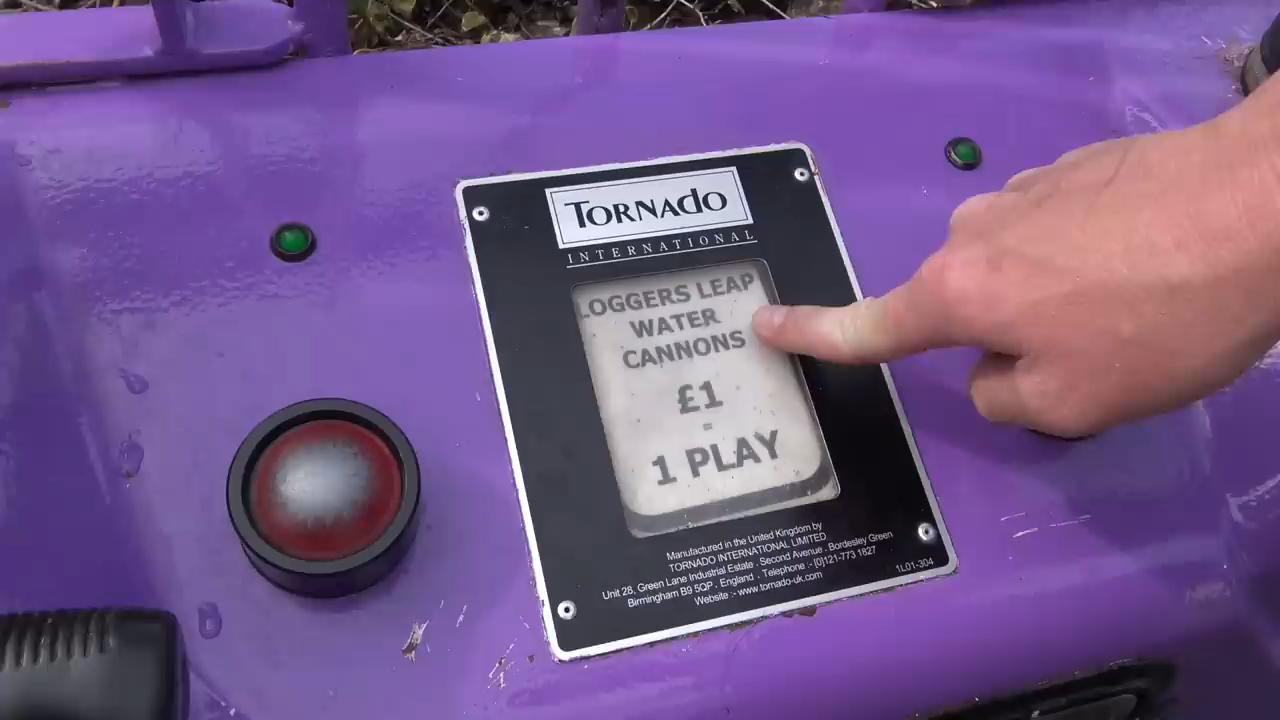 TORNADO
INTERNATIONAL
LOGGERS LEAP
WATER
CANNONS
£1
=
1 PLAY
Manufactured in the United Kingdom by
TORNADO INTERNATIONAL LIMITED
Unit 28, Green Lane Industrial Estate . Second Avenue . Bordesley Green
Birmingham B9 5QP . England . Telephone :- [0]121-773 1827
Website :- www.tornado-uk.com
1L01-304